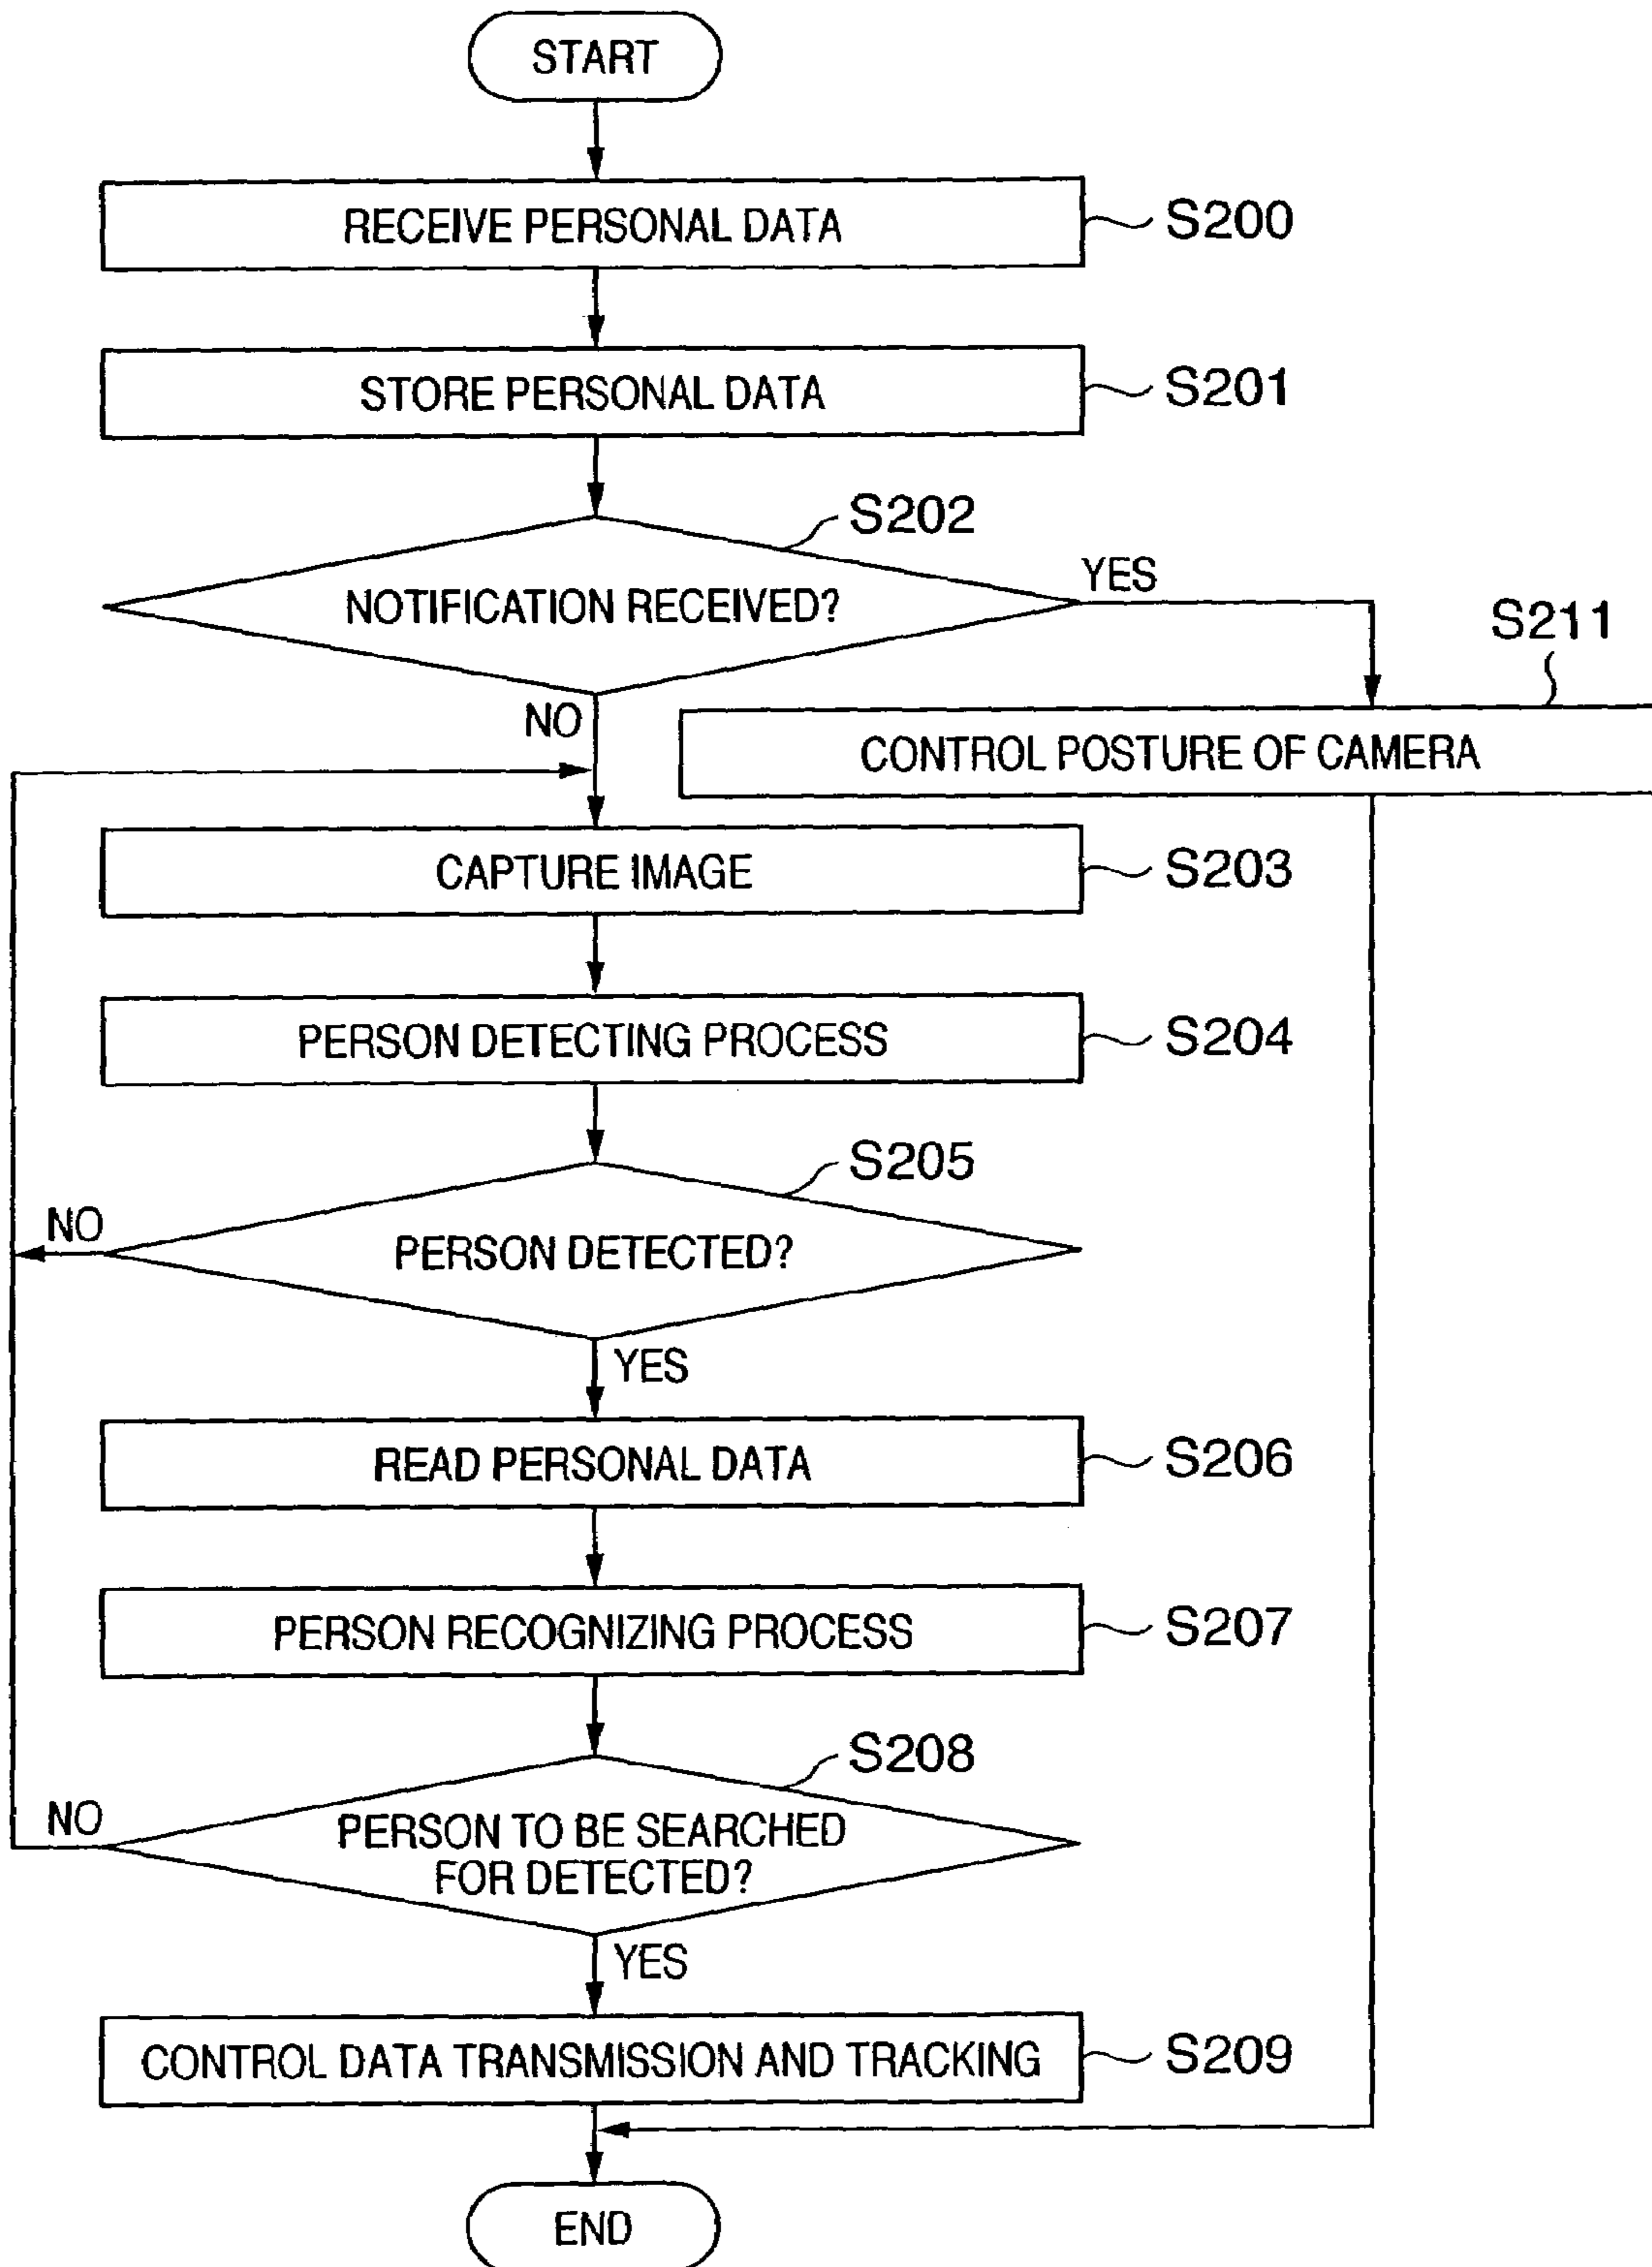 START
RECEIVE PERSONAL DATA
S200
STORE PERSONAL DATA
S201
S202
NOTIFICATION RECEIVED?
YES
NO
S211
CONTROL POSTURE OF CAMERA
CAPTURE IMAGE
S203
PERSON DETECTING PROCESS
S204
S205
PERSON DETECTED?
NO
YES
READ PERSONAL DATA
S206
PERSON RECOGNIZING PROCESS
S207
S208
PERSON TO BE SEARCHED
FOR DETECTED?
NO
YES
CONTROL DATA TRANSMISSION AND TRACKING
S209
END